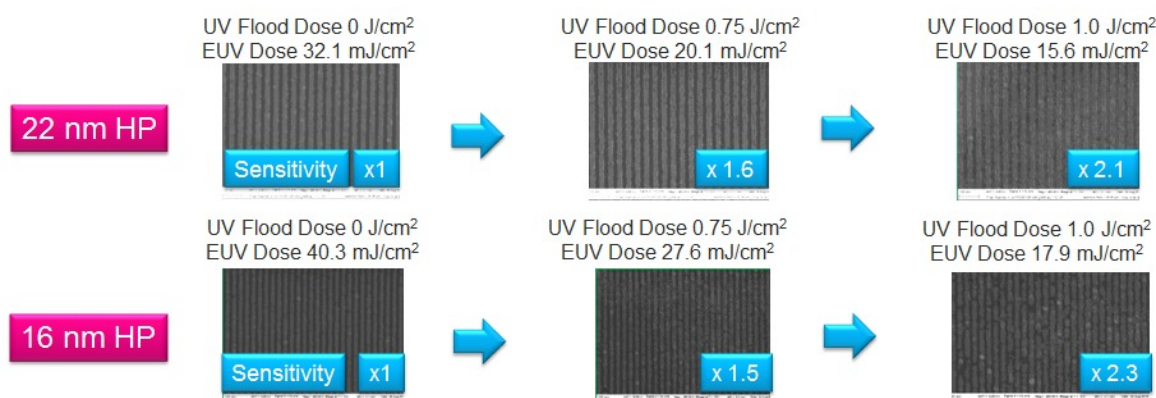 UV Flood Dose 0 J/cm²
EUV Dose 32.1 mJ/cm²
UV Flood Dose 0.75 J/cm²
EUV Dose 20.1 mJ/cm²
UV Flood Dose 1.0 J/cm²
EUV Dose 15.6 mJ/cm²
22 nm HP
Sensitivity x1
x 1.6
x 2.1
UV Flood Dose 0 J/cm²
EUV Dose 40.3 mJ/cm²
UV Flood Dose 0.75 J/cm²
EUV Dose 27.6 mJ/cm²
UV Flood Dose 1.0 J/cm²
EUV Dose 17.9 mJ/cm²
16 nm HP
Sensitivity x1
x 1.5
x 2.3